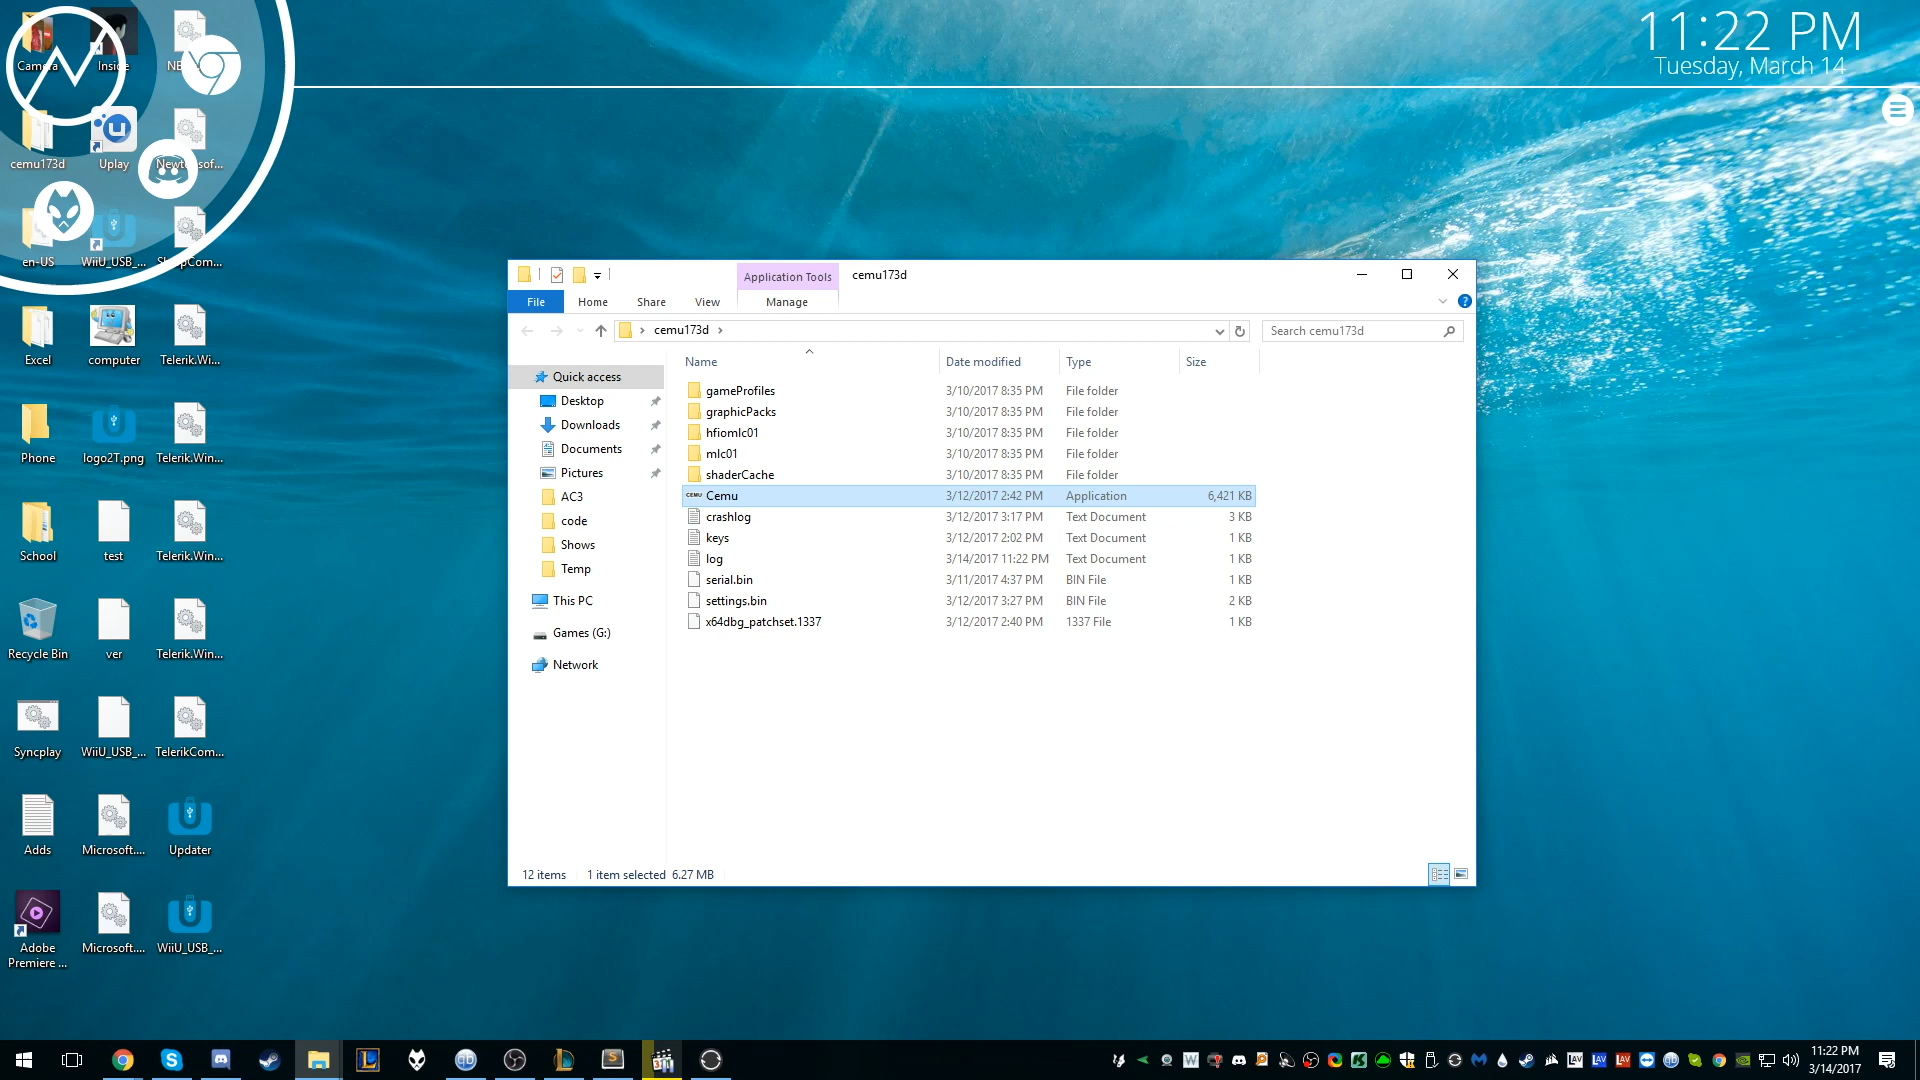 11:22 PM
Tuesday, March 14
Camera
Inside
cemu173d
Uplay
en-US
WiiU_USB_...
Excel
computer
Telerik.Win...
Phone
logo2T.png
Telerik.Win...
School
test
Telerik.Win...
Recycle Bin
ver
Telerik.Win...
Syncplay
WiiU_USB_...
TelerikCom...
Adds
Microsoft....
Updater
Adobe
Premiere ...
Microsoft....
WiiU_USB_...
Application Tools
cemu173d
File
Home
Share
View
Manage
cemu173d
Search cemu173d
Quick access
Desktop
Downloads
Documents
Pictures
AC3
code
Shows
Temp
This PC
Games (G:)
Network
Name Date modified Type Size
gameProfiles 3/10/2017 8:35 PM File folder
graphicPacks 3/10/2017 8:35 PM File folder
hfiomlc01 3/10/2017 8:35 PM File folder
mlc01 3/10/2017 8:35 PM File folder
shaderCache 3/10/2017 8:35 PM File folder
CEMU Cemu 3/12/2017 2:42 PM Application 6,421 KB
crashlog 3/12/2017 3:17 PM Text Document 3 KB
keys 3/12/2017 2:02 PM Text Document 1 KB
log 3/14/2017 11:22 PM Text Document 1 KB
serial.bin 3/11/2017 4:37 PM BIN File 1 KB
settings.bin 3/12/2017 3:27 PM BIN File 2 KB
x64dbg_patchset.1337 3/12/2017 2:40 PM 1337 File 1 KB
12 items 1 item selected 6.27 MB
LAV LAV LAV
11:22 PM
3/14/2017